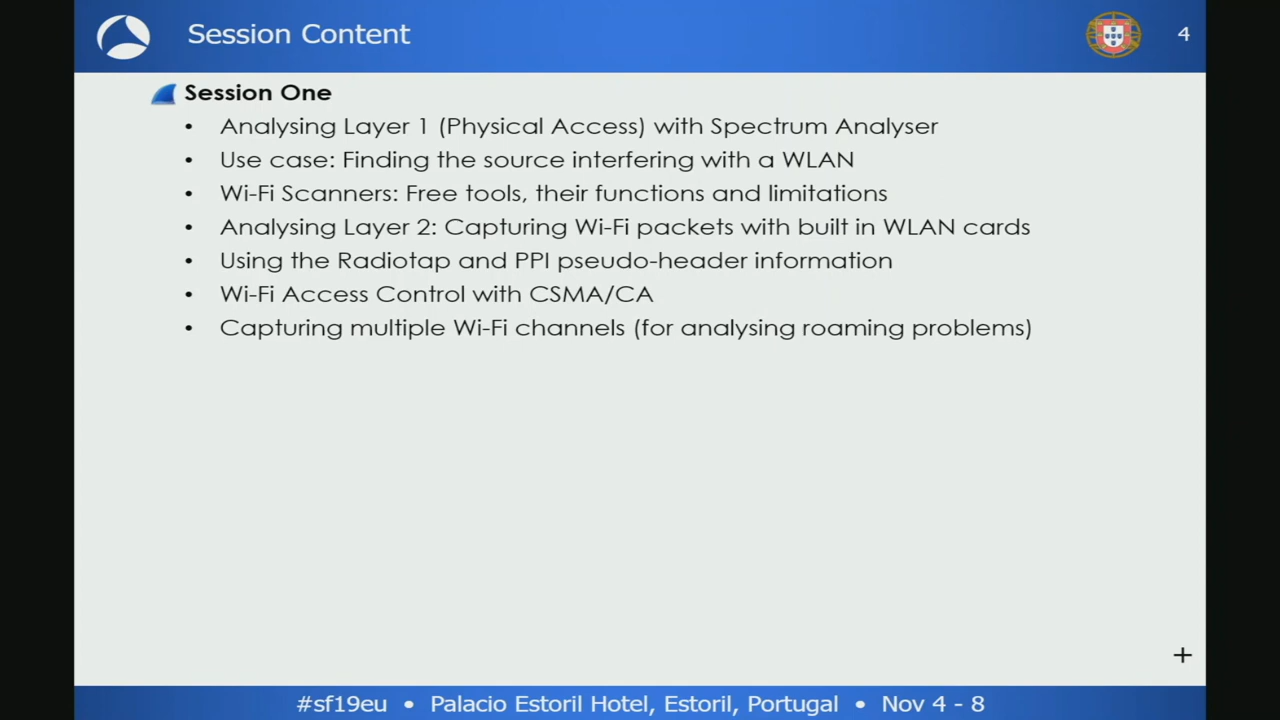 Session Content
4
Session One
• Analysing Layer 1 (Physical Access) with Spectrum Analyser
• Use case: Finding the source interfering with a WLAN
• Wi-Fi Scanners: Free tools, their functions and limitations
• Analysing Layer 2: Capturing Wi-Fi packets with built in WLAN cards
• Using the Radiotap and PPI pseudo-header information
• Wi-Fi Access Control with CSMA/CA
• Capturing multiple Wi-Fi channels (for analysing roaming problems)
+
#sf19eu • Palacio Estoril Hotel, Estoril, Portugal • Nov 4 - 8